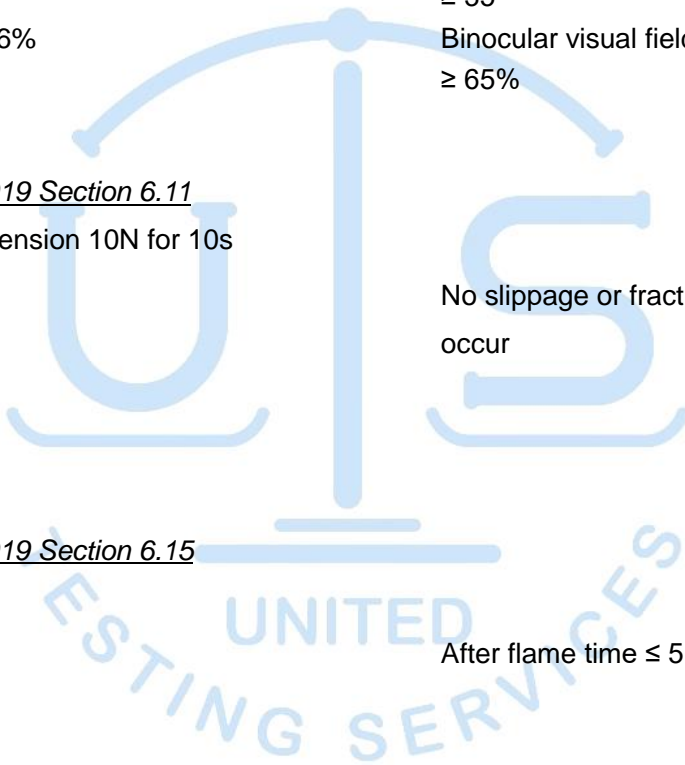 ≥ 35
6%
Binocular visual field
≥ 65%
19 Section 6.11
ension 10N for 10s
No slippage or fract
occur
19 Section 6.15
After flame time ≤ 5
U S
UNITED
TESTING SERVICES